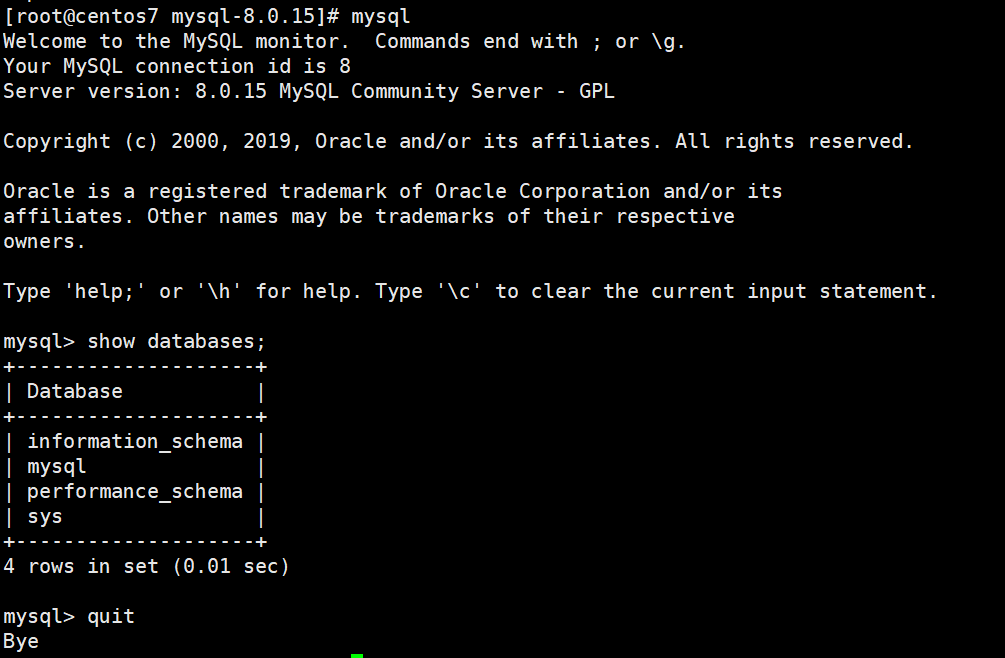 [root@centos7 mysql-8.0.15]# mysql
Welcome to the MySQL monitor.  Commands end with ; or \g.
Your MySQL connection id is 8
Server version: 8.0.15 MySQL Community Server - GPL
Copyright (c) 2000, 2019, Oracle and/or its affiliates. All rights reserved.
Oracle is a registered trademark of Oracle Corporation and/or its
affiliates. Other names may be trademarks of their respective
owners.
Type 'help;' or '\h' for help. Type '\c' to clear the current input statement.
mysql> show databases;
+--------------------+
| Database           |
+--------------------+
| information_schema |
| mysql              |
| performance_schema |
| sys                |
+--------------------+
4 rows in set (0.01 sec)
mysql> quit
Bye